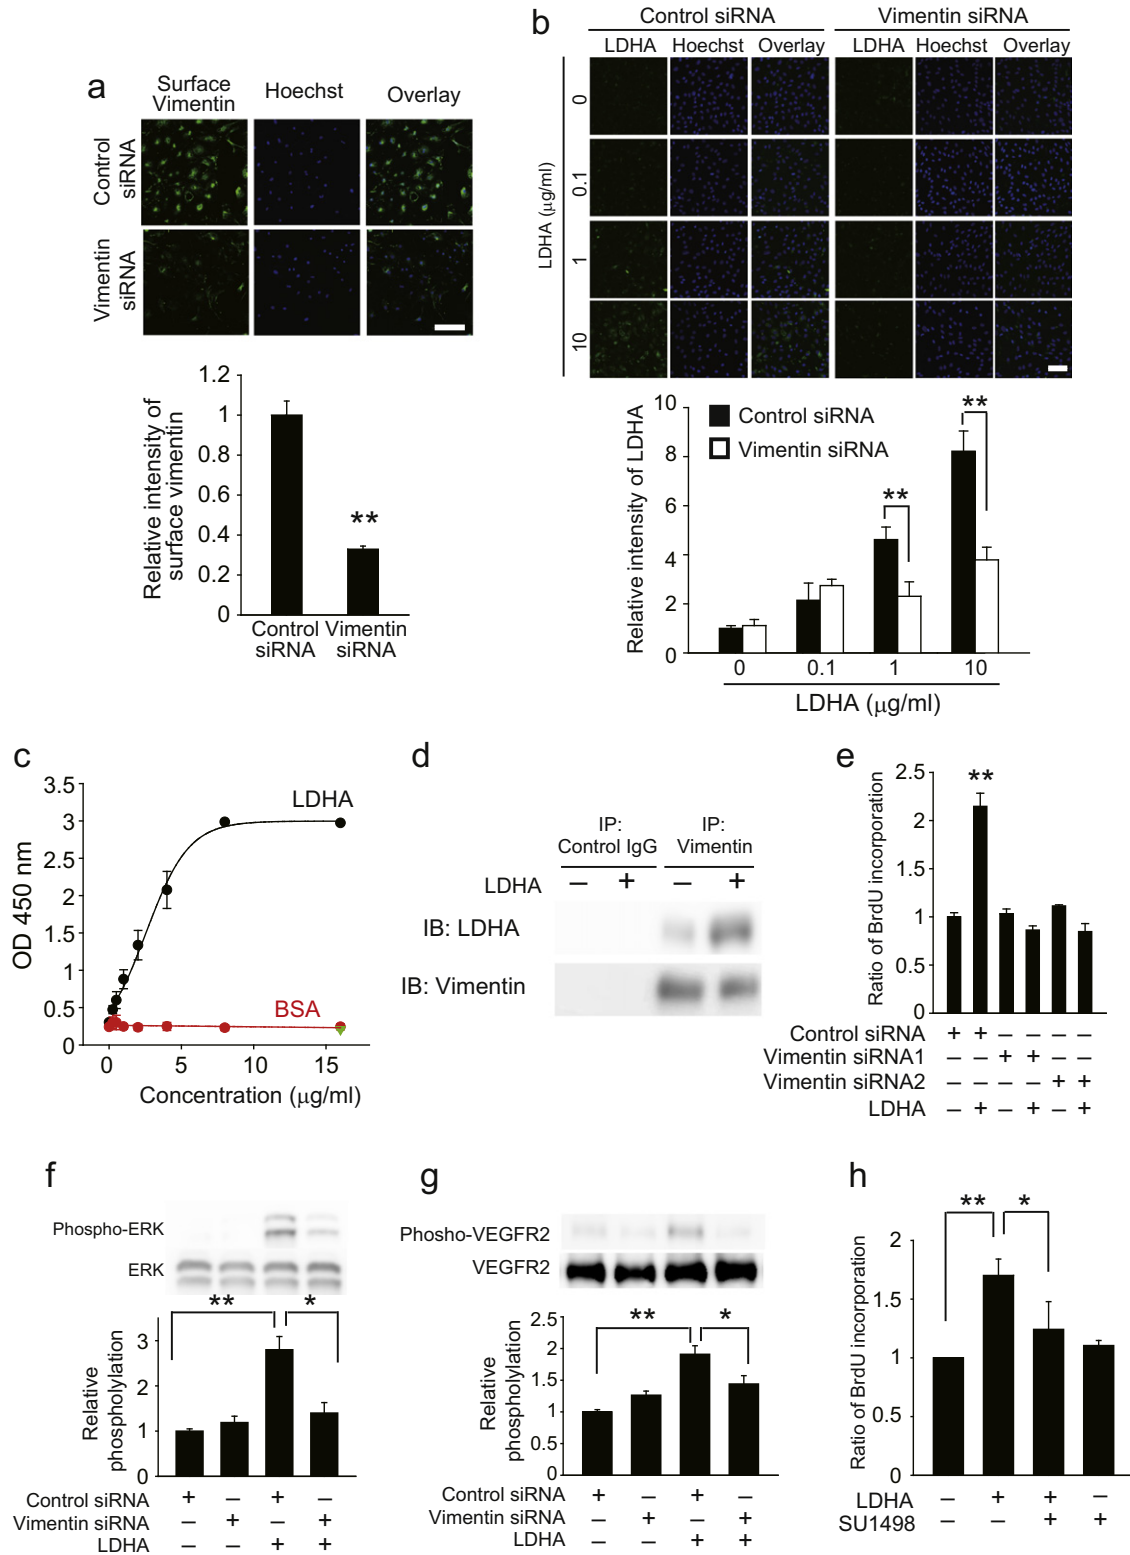 a
Surface
Vimentin
Hoechst
Overlay
Control
siRNA
Vimentin
siRNA
Relative intensity of
surface vimentin
1.2
1
0.8
0.6
0.4
0.2
0
**
Control
siRNA
Vimentin
siRNA
b
Control siRNA
Vimentin siRNA
LDHA Hoechst Overlay
LDHA Hoechst Overlay
LDHA (μg/ml)
0
0.1
1
10
Relative intensity of LDHA
10
8
6
4
2
0
Control siRNA
Vimentin siRNA
**
**
0 0.1 1 10
LDHA (μg/ml)
c
OD 450 nm
3.5
3
2.5
2
1.5
1
0.5
0
LDHA
BSA
0 5 10 15
Concentration (μg/ml)
d
IP:
Control IgG
IP:
Vimentin
LDHA − + − +
IB: LDHA
IB: Vimentin
e
Ratio of BrdU incorporation
2.5
2
1.5
1
0.5
0
**
Control siRNA + + − − − −
Vimentin siRNA1 − − + + − −
Vimentin siRNA2 − − − − + +
LDHA − + − + − +
f
Phospho-ERK
ERK
Relative
phospholylation
3
2
1
0
** *
Control siRNA + − + −
Vimentin siRNA − + − +
LDHA − − + +
g
Phosho-VEGFR2
VEGFR2
Relative
phospholylation
2.5
2
1.5
1
0.5
0
** *
Control siRNA + − + −
Vimentin siRNA − + − +
LDHA − − + +
h
Ratio of BrdU incorporation
2
1.5
1
0.5
0
** *
LDHA − + + −
SU1498 − − + +